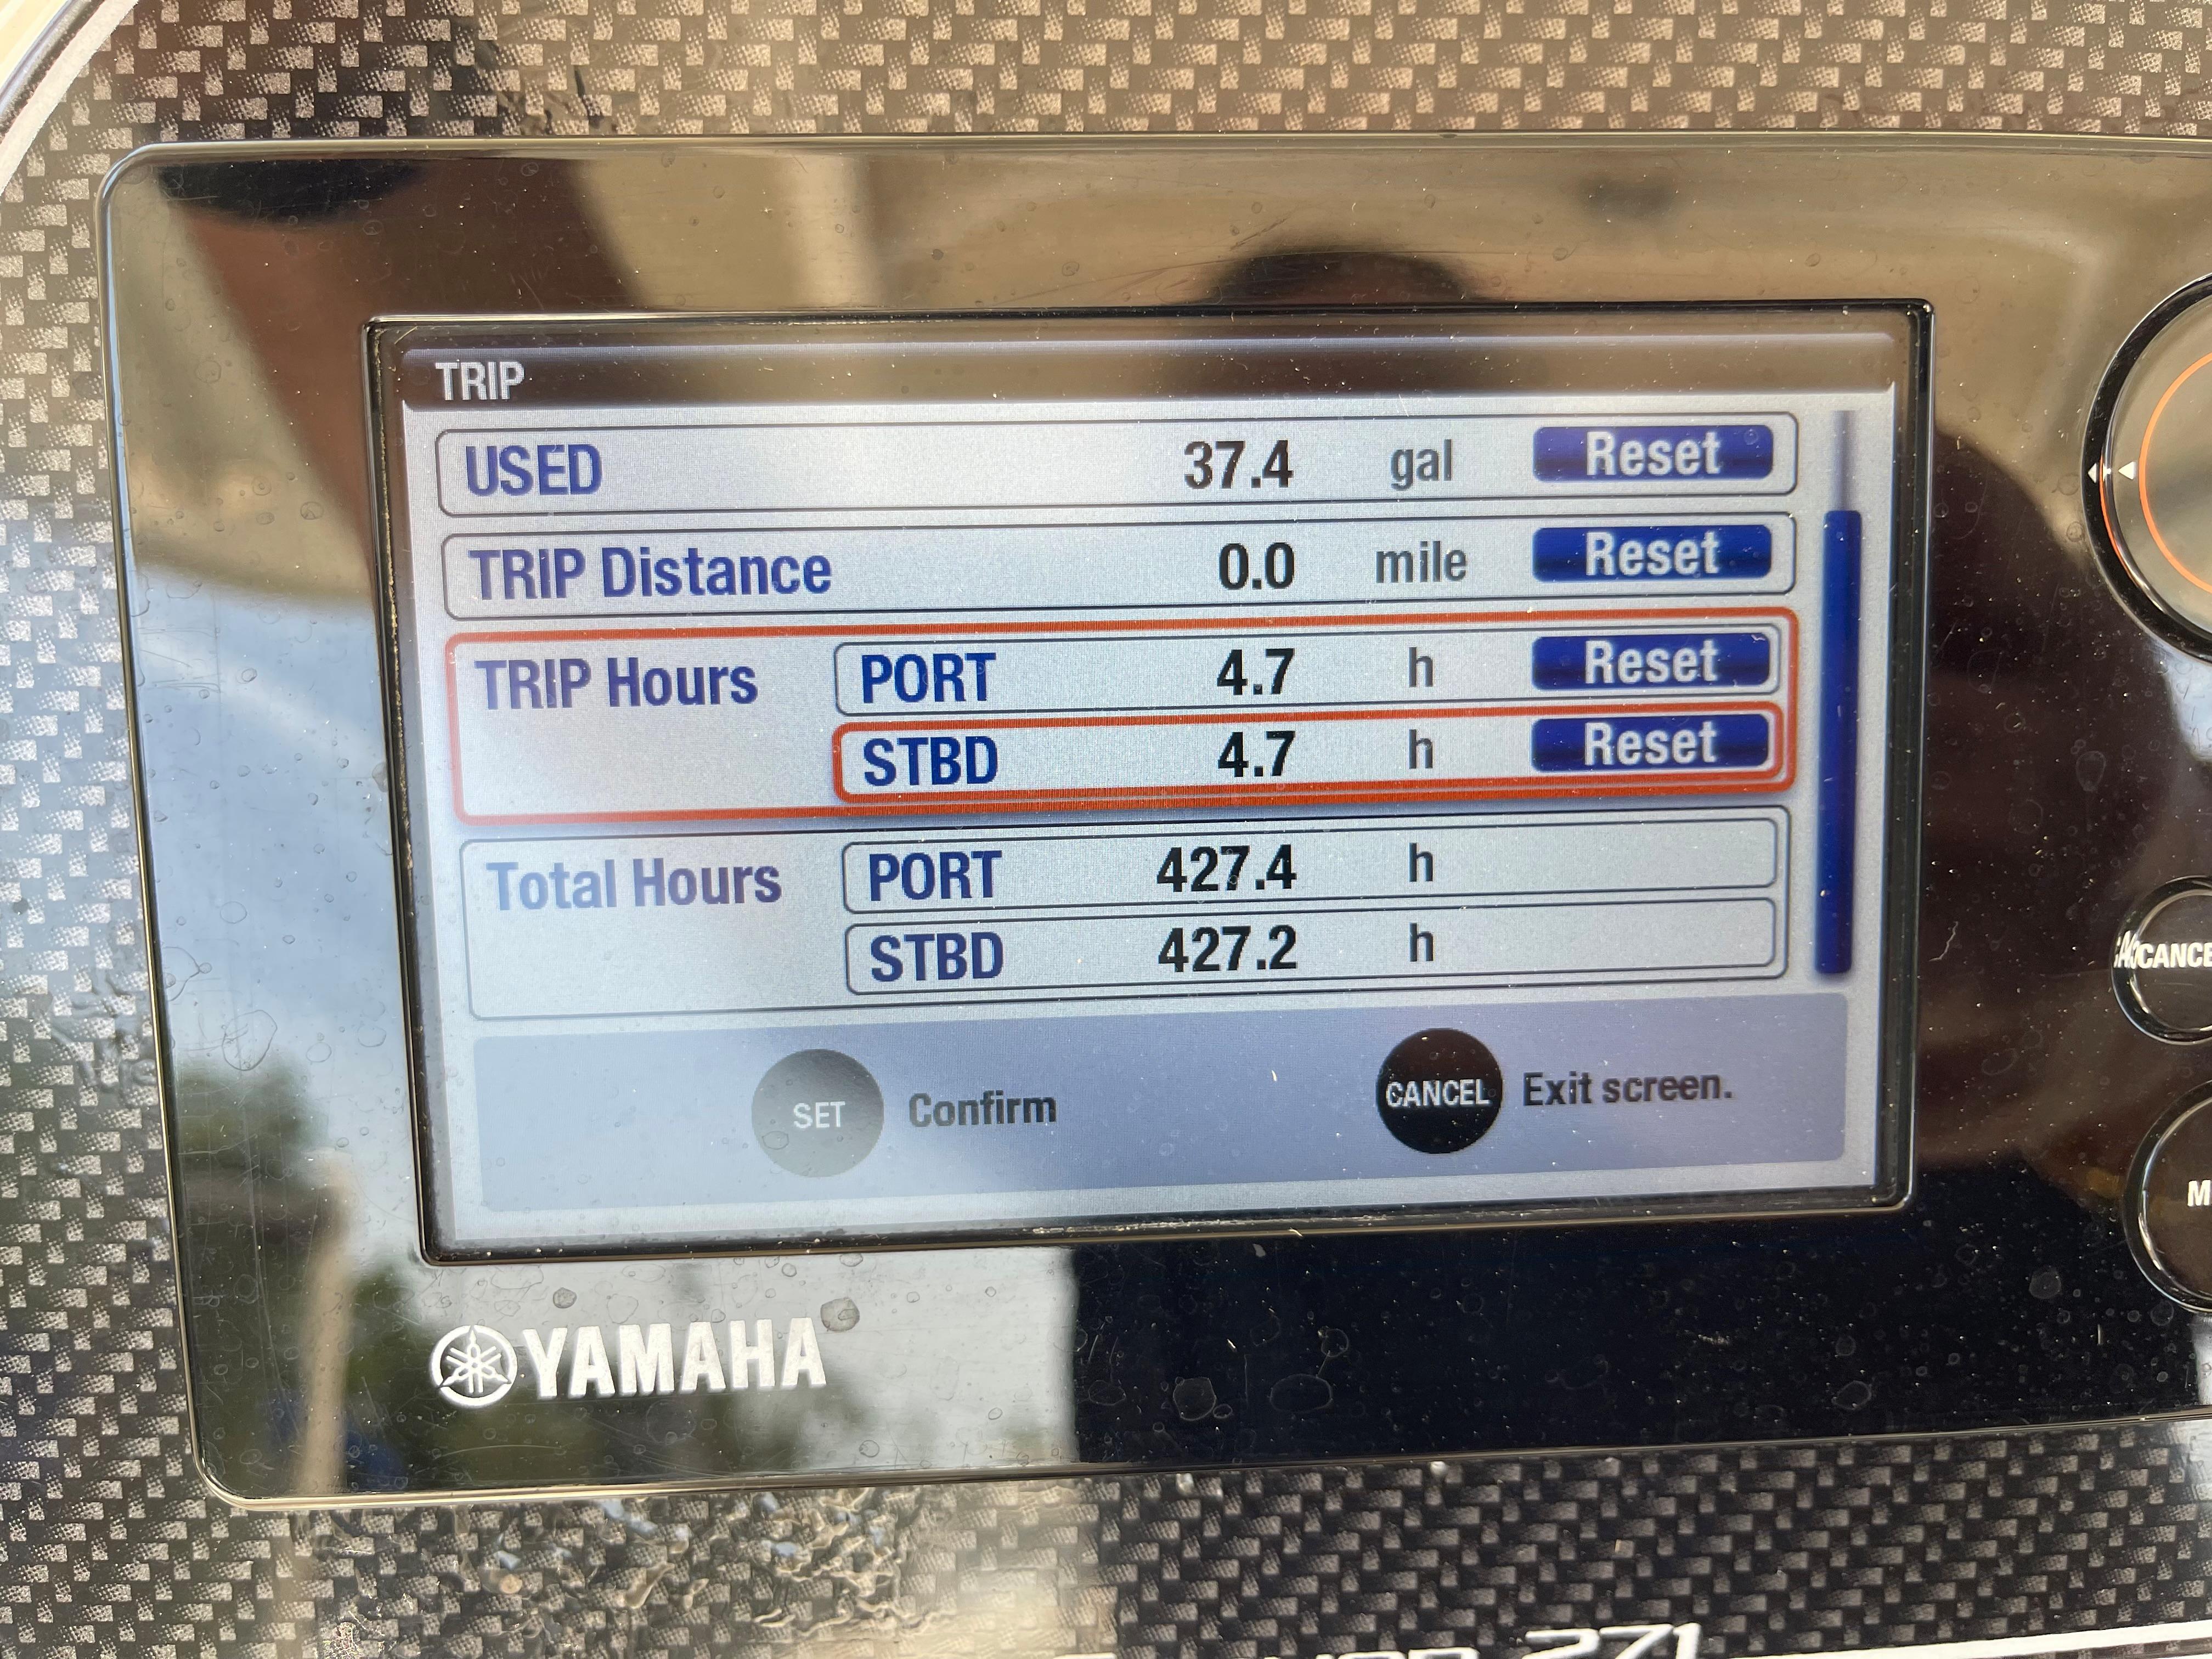 TRIP
USED 37.4 gal Reset
TRIP Distance 0.0 mile Reset
TRIP Hours PORT 4.7 h Reset
STBD 4.7 h Reset
Total Hours PORT 427.4 h
STBD 427.2 h
SET Confirm CANCEL Exit screen.
YAMAHA
271